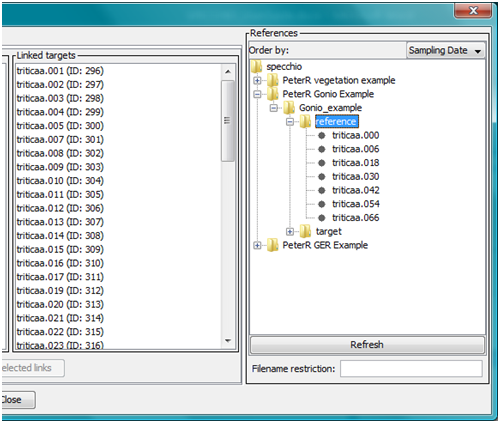 Linked targets
triticaa.001 (ID: 296)
triticaa.002 (ID: 297)
triticaa.003 (ID: 298)
triticaa.004 (ID: 299)
triticaa.005 (ID: 300)
triticaa.007 (ID: 301)
triticaa.008 (ID: 302)
triticaa.009 (ID: 303)
triticaa.010 (ID: 304)
triticaa.011 (ID: 305)
triticaa.012 (ID: 306)
triticaa.013 (ID: 307)
triticaa.014 (ID: 308)
triticaa.015 (ID: 309)
triticaa.016 (ID: 310)
triticaa.017 (ID: 311)
triticaa.019 (ID: 312)
triticaa.020 (ID: 313)
triticaa.021 (ID: 314)
triticaa.022 (ID: 315)
triticaa.023 (ID: 316)
elected links
Close
References
Order by: Sampling Date
specchio
PeterR vegetation example
PeterR Gonio Example
Gonio_example
reference
triticaa.000
triticaa.006
triticaa.018
triticaa.030
triticaa.042
triticaa.054
triticaa.066
target
PeterR GER Example
Refresh
Filename restriction: